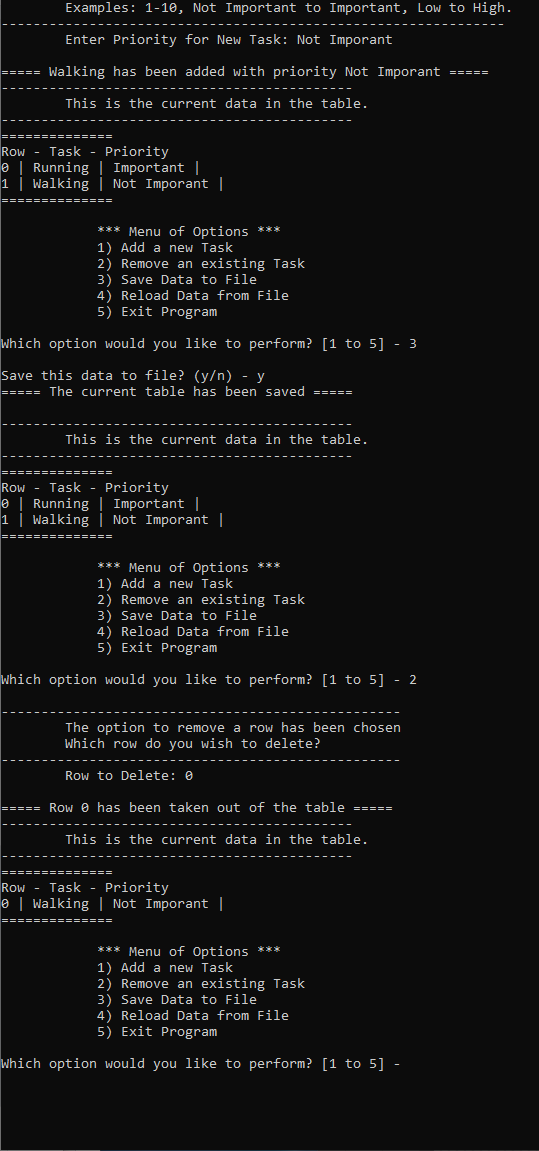 Examples: 1-10, Not Important to Important, Low to High.
---------------------------------------------------------------
Enter Priority for New Task: Not Imporant
===== Walking has been added with priority Not Imporant =====
--------------------------------------------
This is the current data in the table.
--------------------------------------------
==============
Row - Task - Priority
0 | Running | Important |
1 | Walking | Not Imporant |
==============
*** Menu of Options ***
1) Add a new Task
2) Remove an existing Task
3) Save Data to File
4) Reload Data from File
5) Exit Program
Which option would you like to perform? [1 to 5] - 3
Save this data to file? (y/n) - y
===== The current table has been saved =====
--------------------------------------------
This is the current data in the table.
--------------------------------------------
==============
Row - Task - Priority
0 | Running | Important |
1 | Walking | Not Imporant |
==============
*** Menu of Options ***
1) Add a new Task
2) Remove an existing Task
3) Save Data to File
4) Reload Data from File
5) Exit Program
Which option would you like to perform? [1 to 5] - 2
--------------------------------------------------
The option to remove a row has been chosen
Which row do you wish to delete?
--------------------------------------------------
Row to Delete: 0
===== Row 0 has been taken out of the table =====
--------------------------------------------
This is the current data in the table.
--------------------------------------------
==============
Row - Task - Priority
0 | Walking | Not Imporant |
==============
*** Menu of Options ***
1) Add a new Task
2) Remove an existing Task
3) Save Data to File
4) Reload Data from File
5) Exit Program
Which option would you like to perform? [1 to 5] -